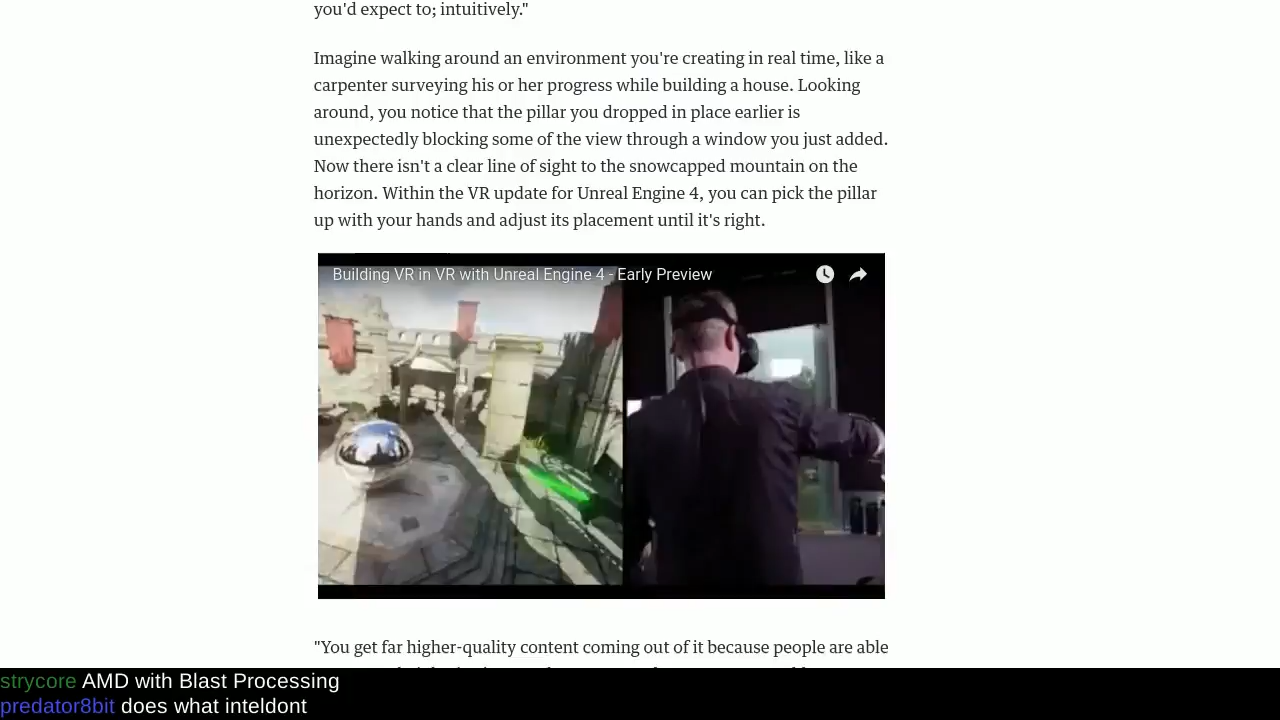 you'd expect to; intuitively."
Imagine walking around an environment you're creating in real time, like a
carpenter surveying his or her progress while building a house. Looking
around, you notice that the pillar you dropped in place earlier is
unexpectedly blocking some of the view through a window you just added.
Now there isn't a clear line of sight to the snowcapped mountain on the
horizon. Within the VR update for Unreal Engine 4, you can pick the pillar
up with your hands and adjust its placement until it's right.
Building VR in VR with Unreal Engine 4 - Early Preview
"You get far higher-quality content coming out of it because people are able
strycore AMD with Blast Processing
predator8bit does what inteldont